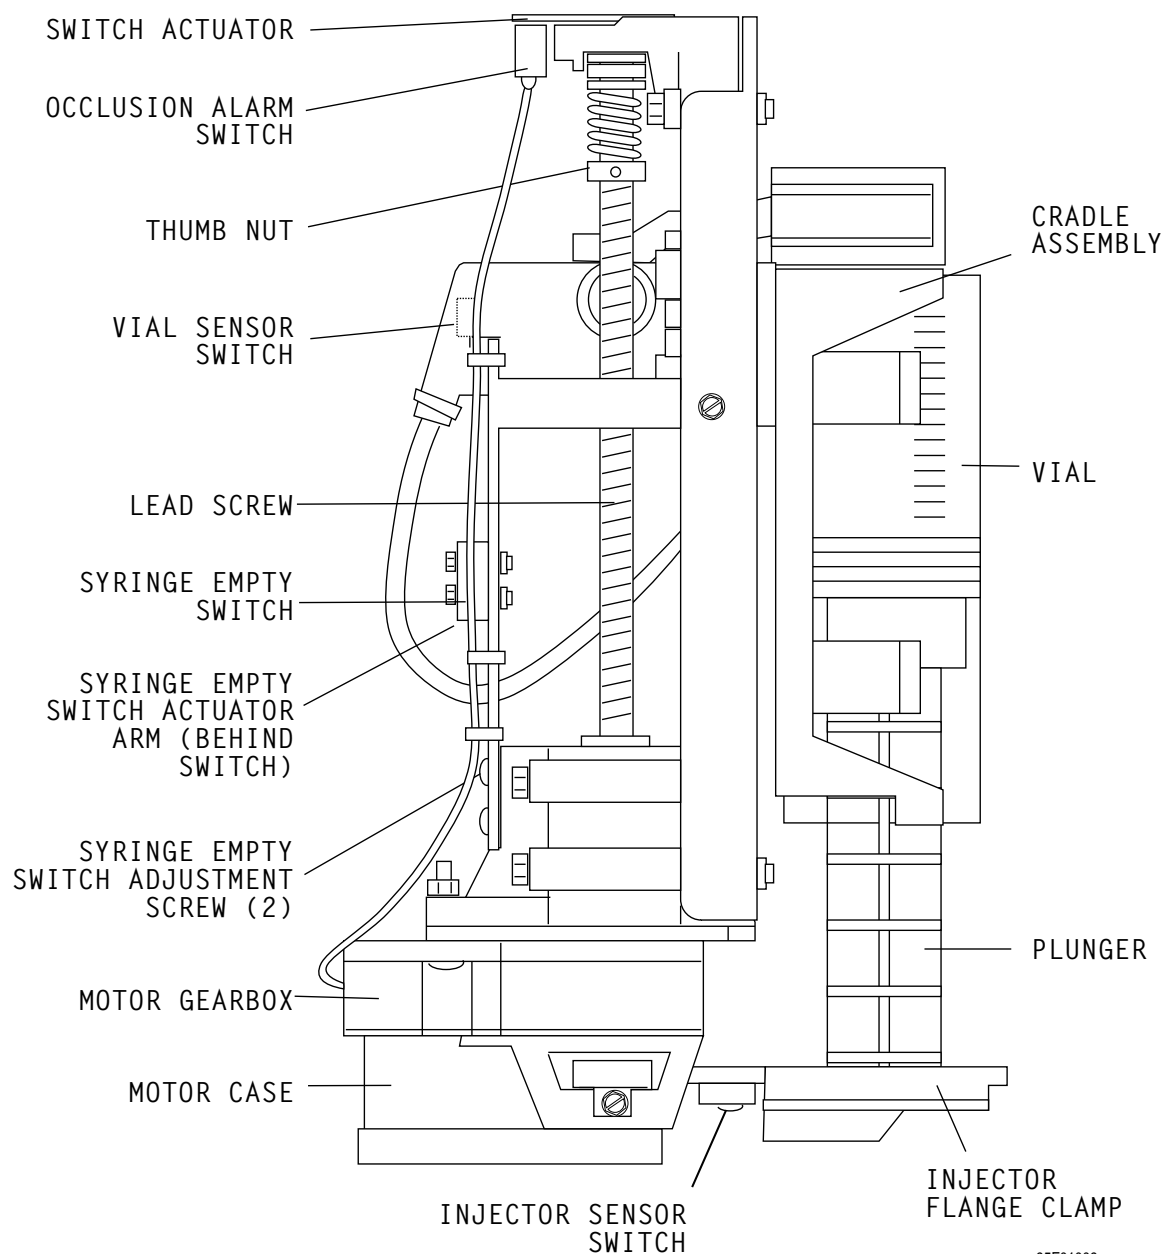 SWITCH ACTUATOR
OCCLUSION ALARM
SWITCH
THUMB NUT
VIAL SENSOR
SWITCH
LEAD SCREW
SYRINGE EMPTY
SWITCH
SYRINGE EMPTY
SWITCH ACTUATOR
ARM (BEHIND
SWITCH)
SYRINGE EMPTY
SWITCH ADJUSTMENT
SCREW (2)
MOTOR GEARBOX
MOTOR CASE
INJECTOR SENSOR
SWITCH
CRADLE
ASSEMBLY
VIAL
PLUNGER
INJECTOR
FLANGE CLAMP